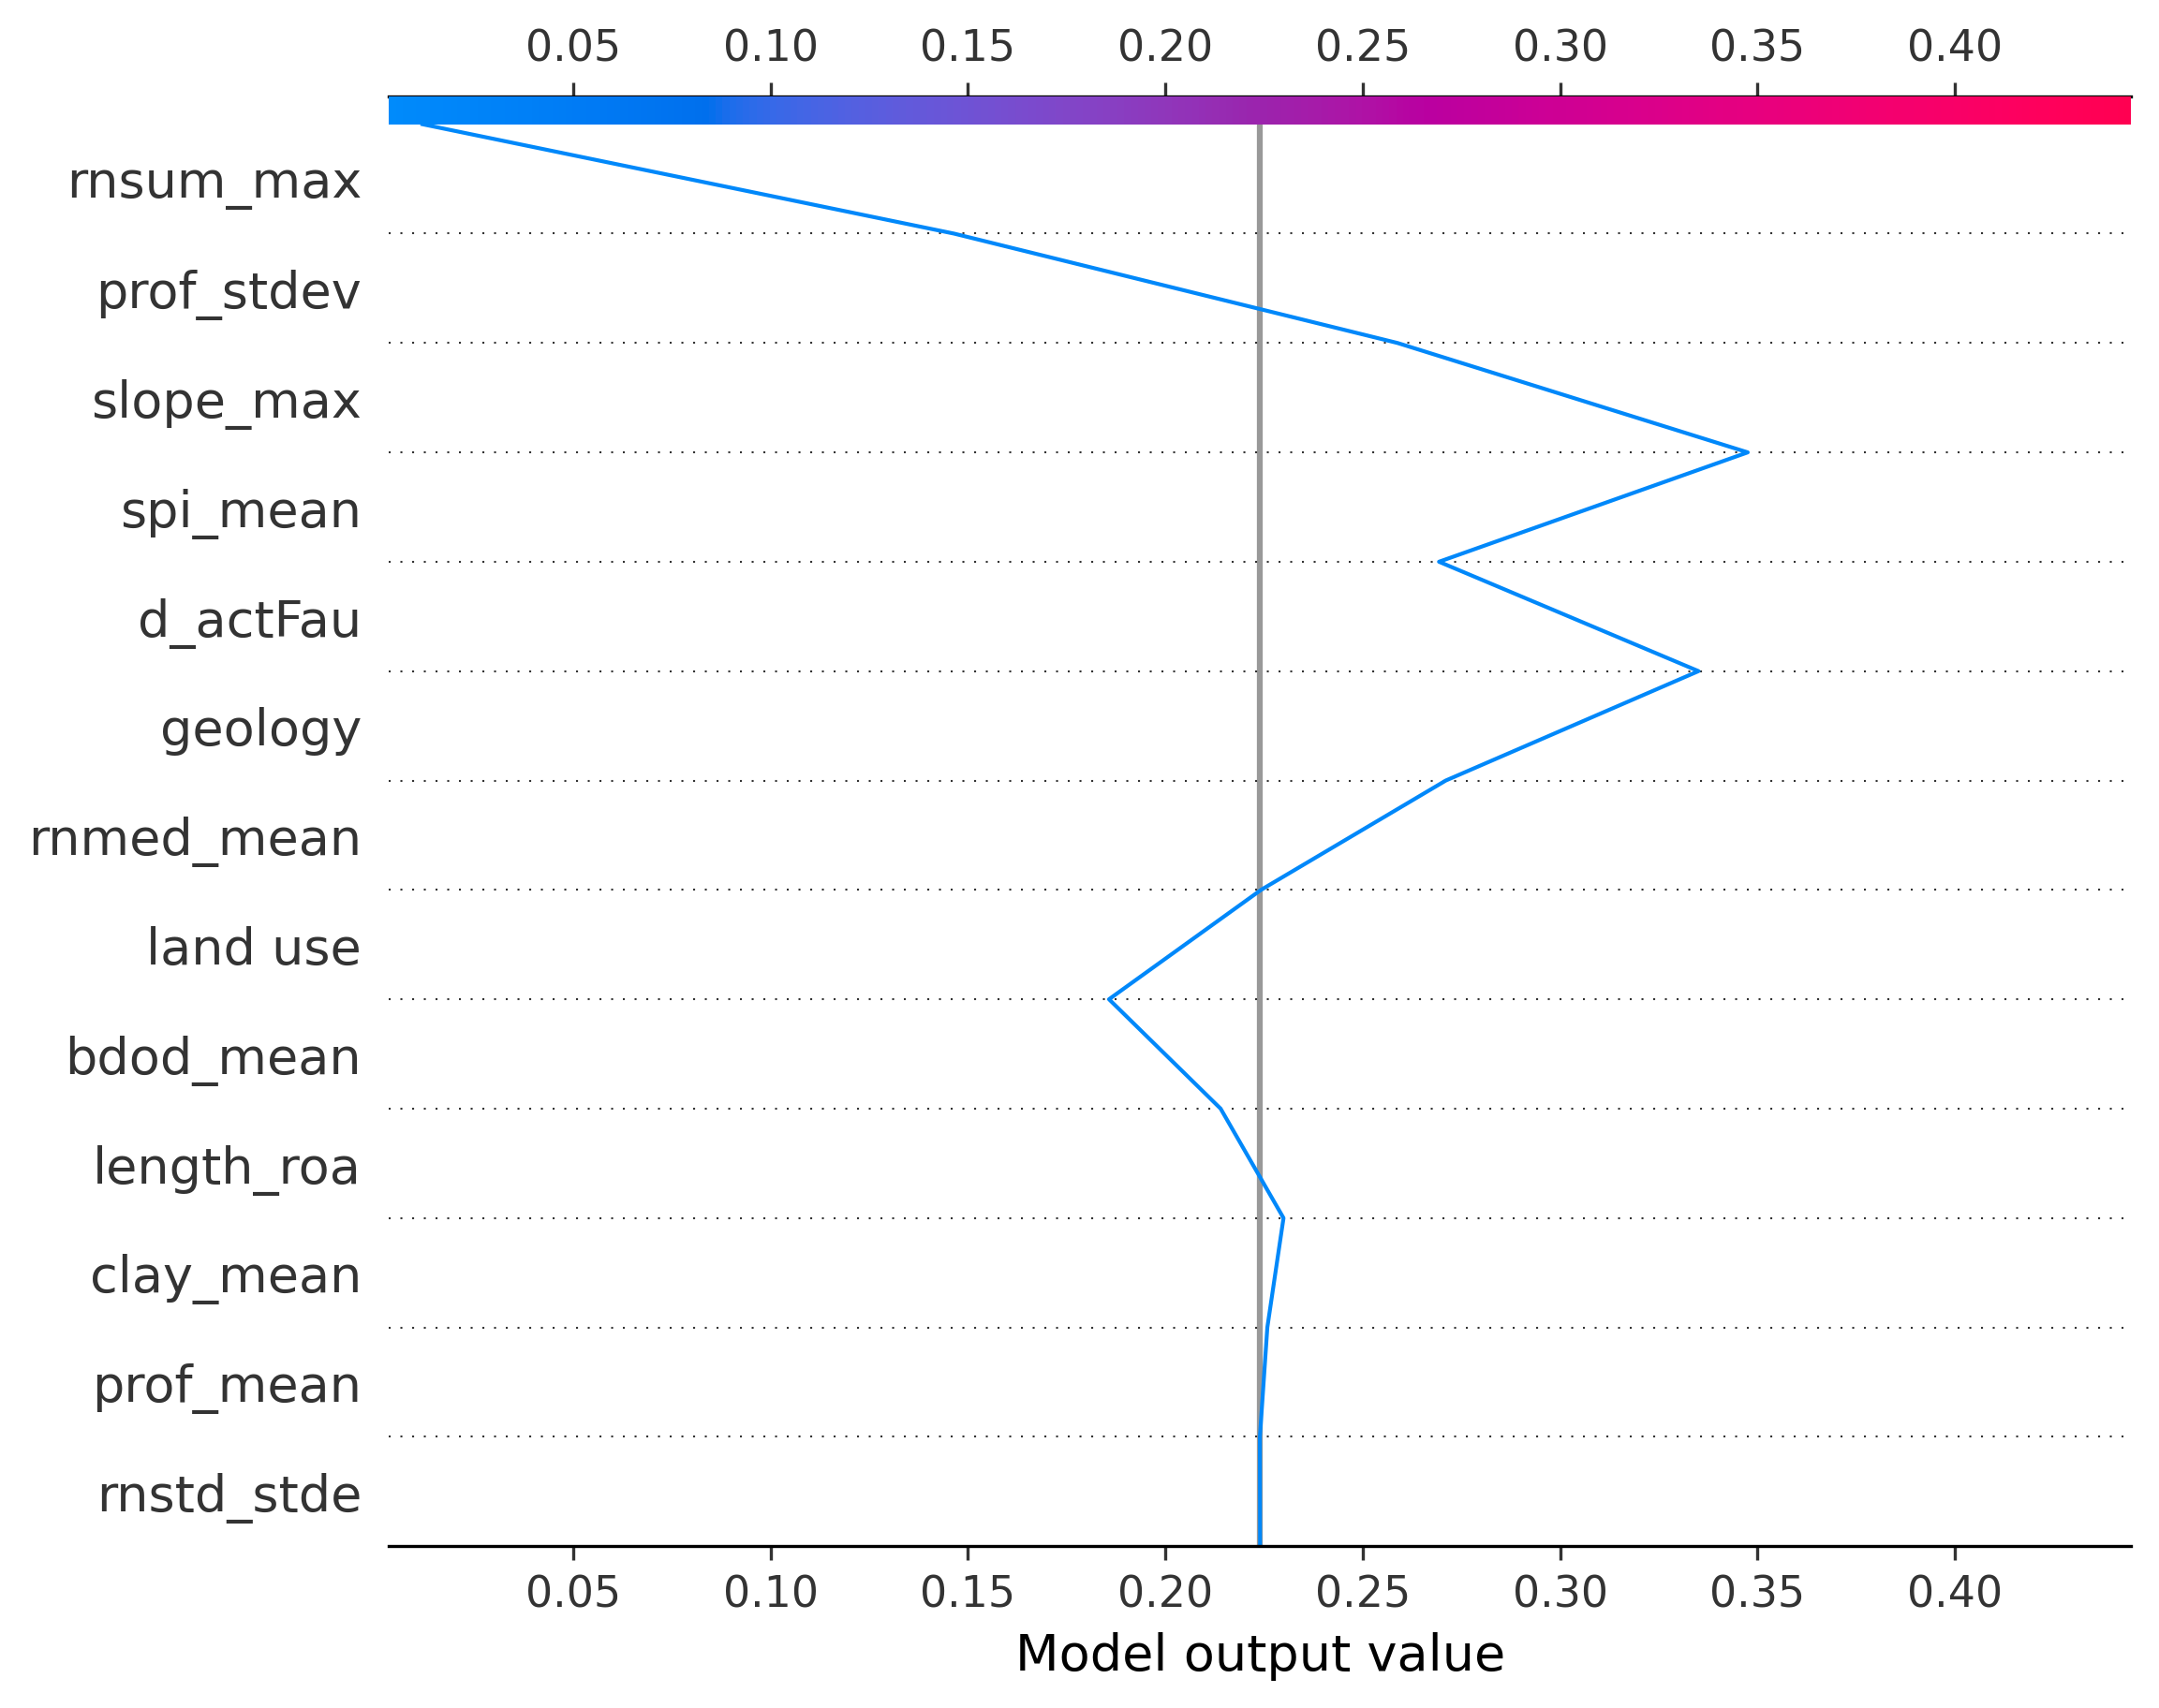 0.05 0.10 0.15 0.20 0.25 0.30 0.35 0.40
rnsum_max
prof_stdev
slope_max
spi_mean
d_actFau
geology
rnmed_mean
land use
bdod_mean
length_roa
clay_mean
prof_mean
rnstd_stde
0.05 0.10 0.15 0.20 0.25 0.30 0.35 0.40
Model output value